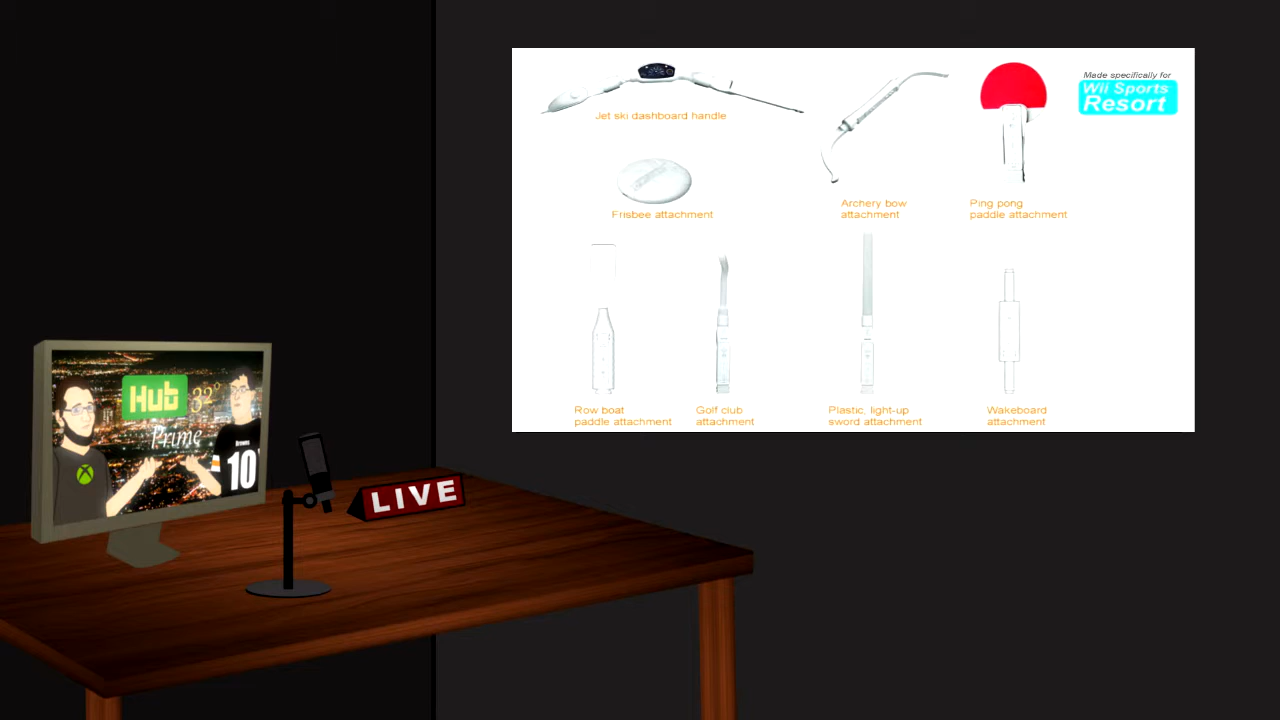 Made specifically for
Wii Sports
Resort
Jet ski dashboard handle
Frisbee attachment
Archery bow
attachment
Ping pong
paddle attachment
Row boat
paddle attachment
Golf club
attachment
Plastic, light-up
sword attachment
Wakeboard
attachment
Hub
32°
Prime
Browns
10
LIVE